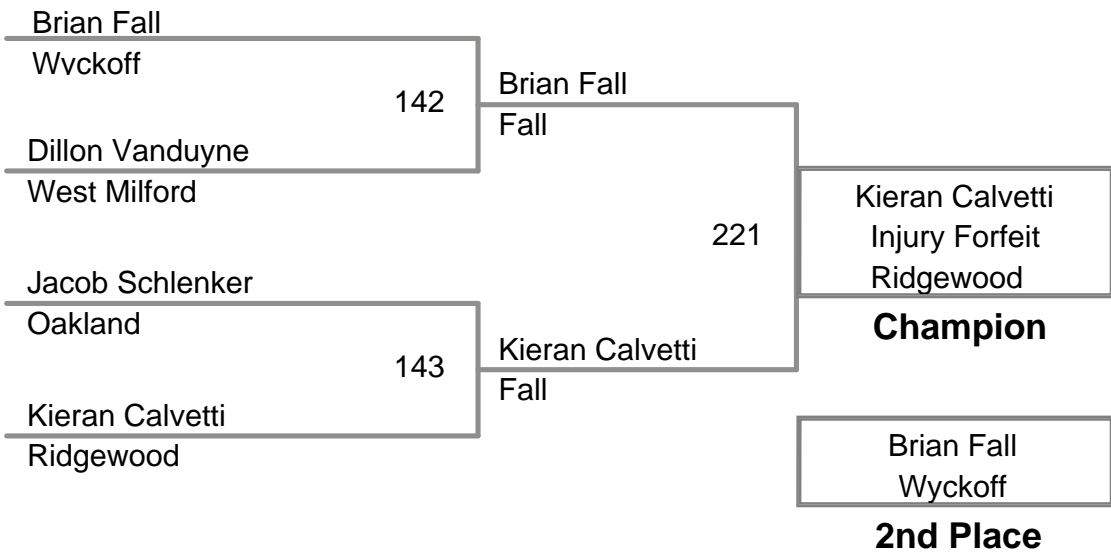 Brian Fall
Wyckoff
142
Brian Fall
Fall
Dillon Vanduyne
West Milford
221
Kieran Calvetti
Injury Forfeit
Ridgewood
Champion
Jacob Schlenker
Oakland
143
Kieran Calvetti
Fall
Kieran Calvetti
Ridgewood
Brian Fall
Wyckoff
2nd Place